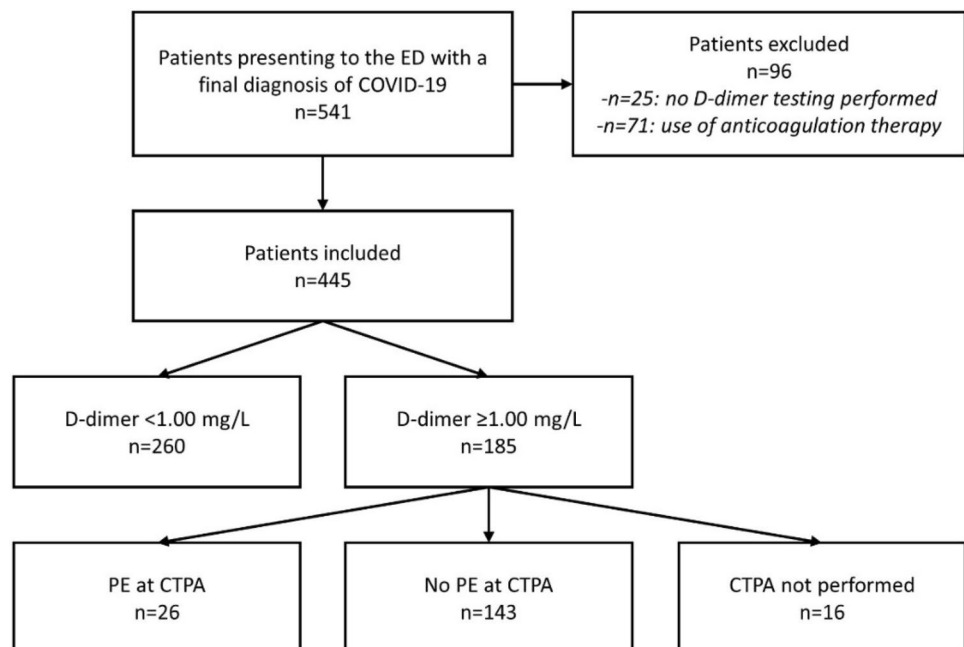 Patients presenting to the ED with a
final diagnosis of COVID-19
n=541
Patients excluded
n=96
-n=25: no D-dimer testing performed
-n=71: use of anticoagulation therapy
Patients included
n=445
D-dimer <1.00 mg/L
n=260
D-dimer ≥1.00 mg/L
n=185
PE at CTPA
n=26
No PE at CTPA
n=143
CTPA not performed
n=16